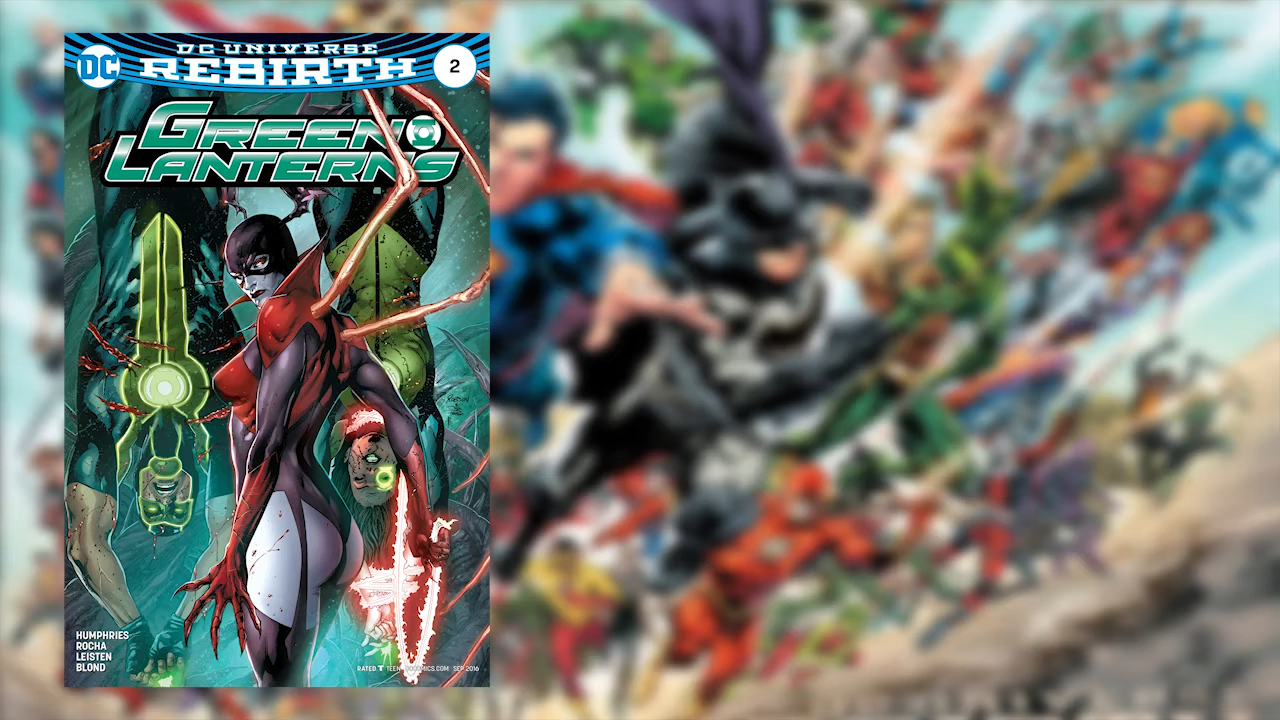 DC UNIVERSE
DC
REBIRTH
2
GREEN
LANTERNS
HUMPHRIES
ROCHA
LEISTEN
BLOND
RATED T TEEN
SEP 2016